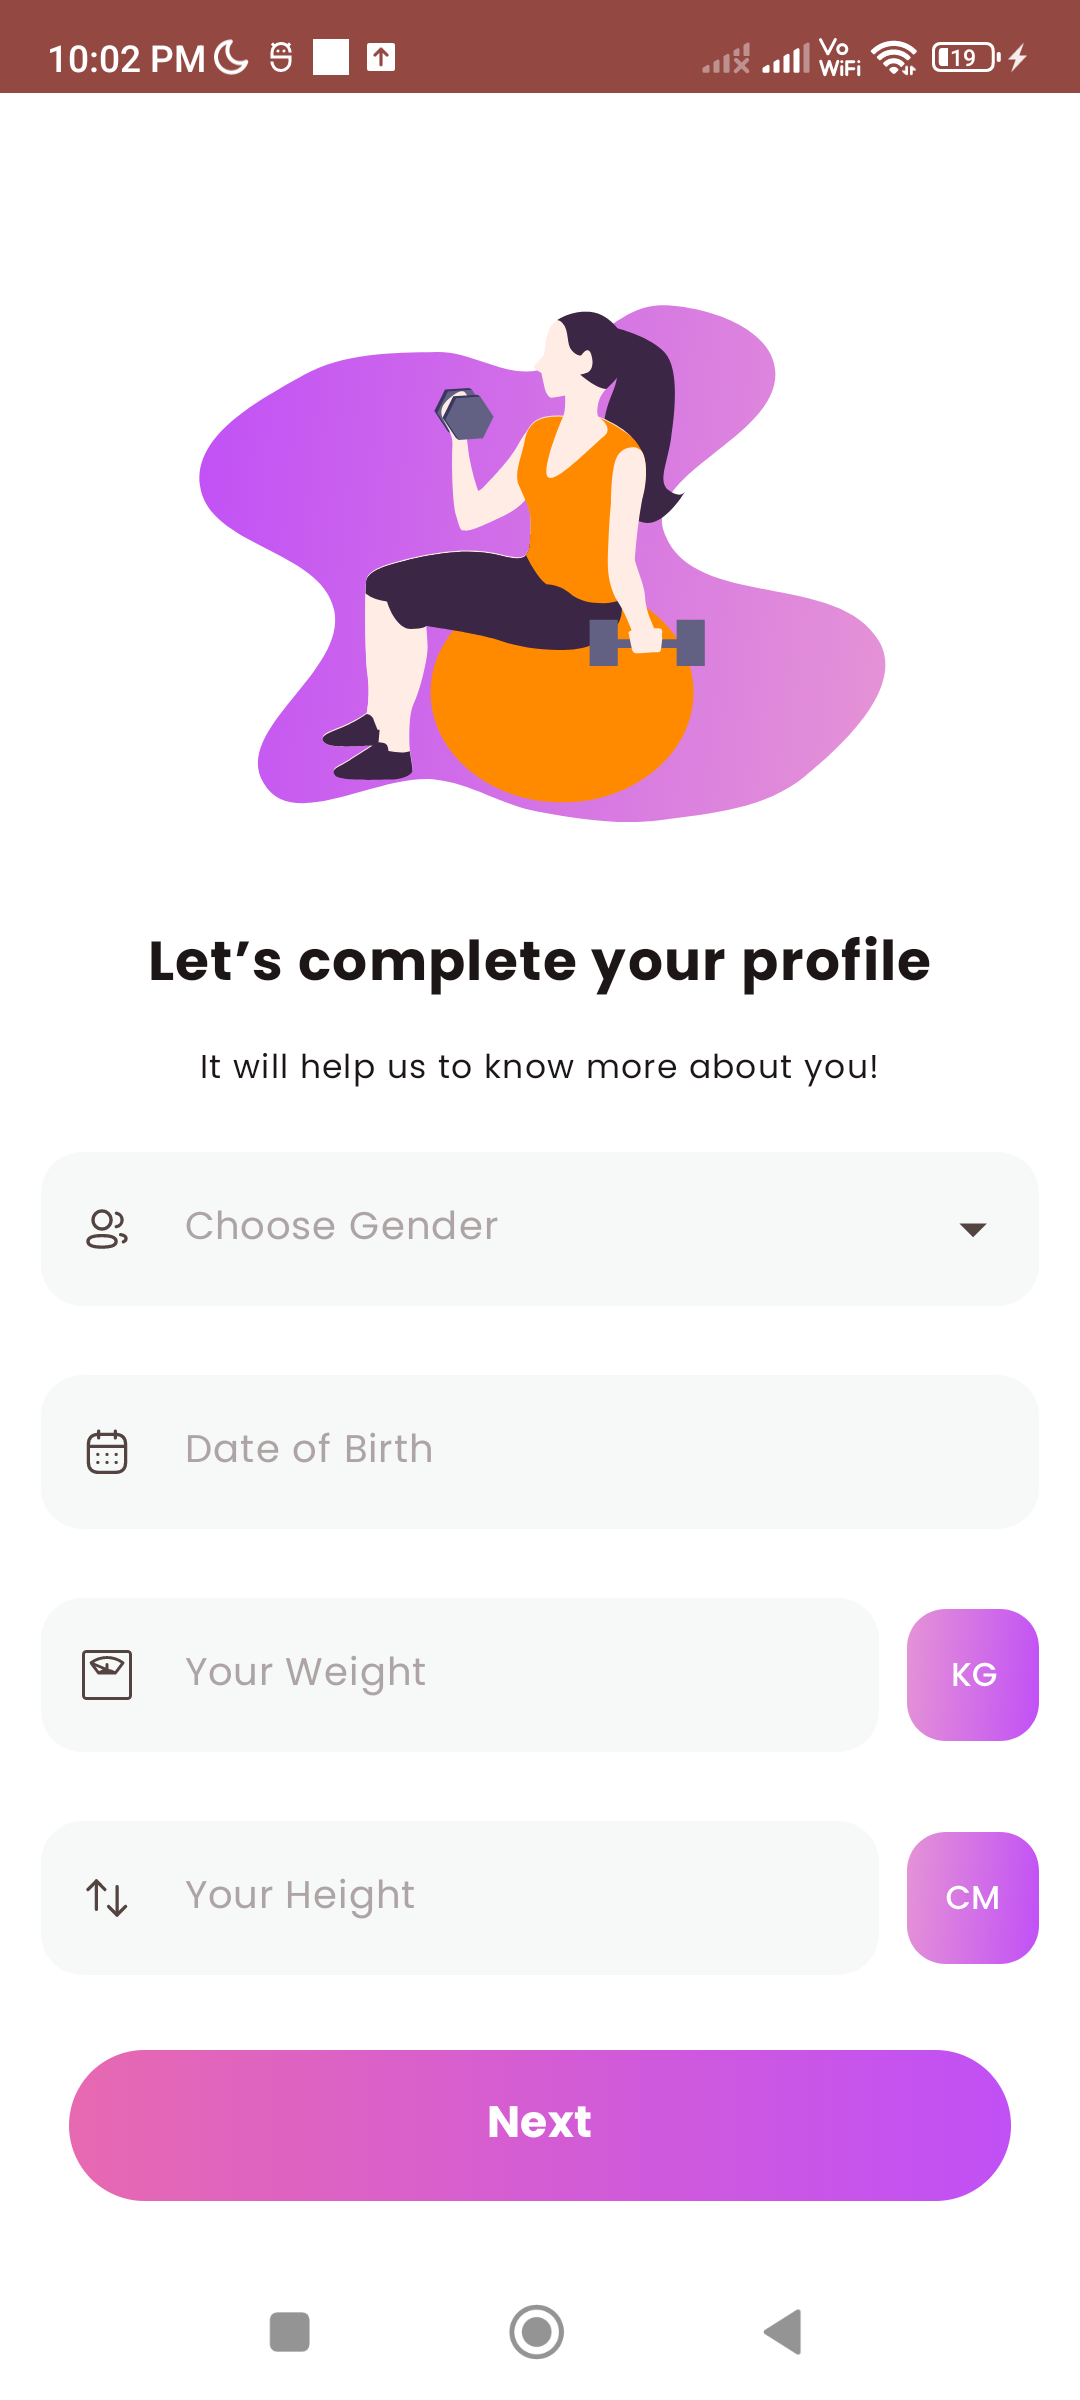 10:02 PM
Vo
WiFi
19
Let’s complete your profile
It will help us to know more about you!
Choose Gender
Date of Birth
Your Weight
KG
Your Height
CM
Next